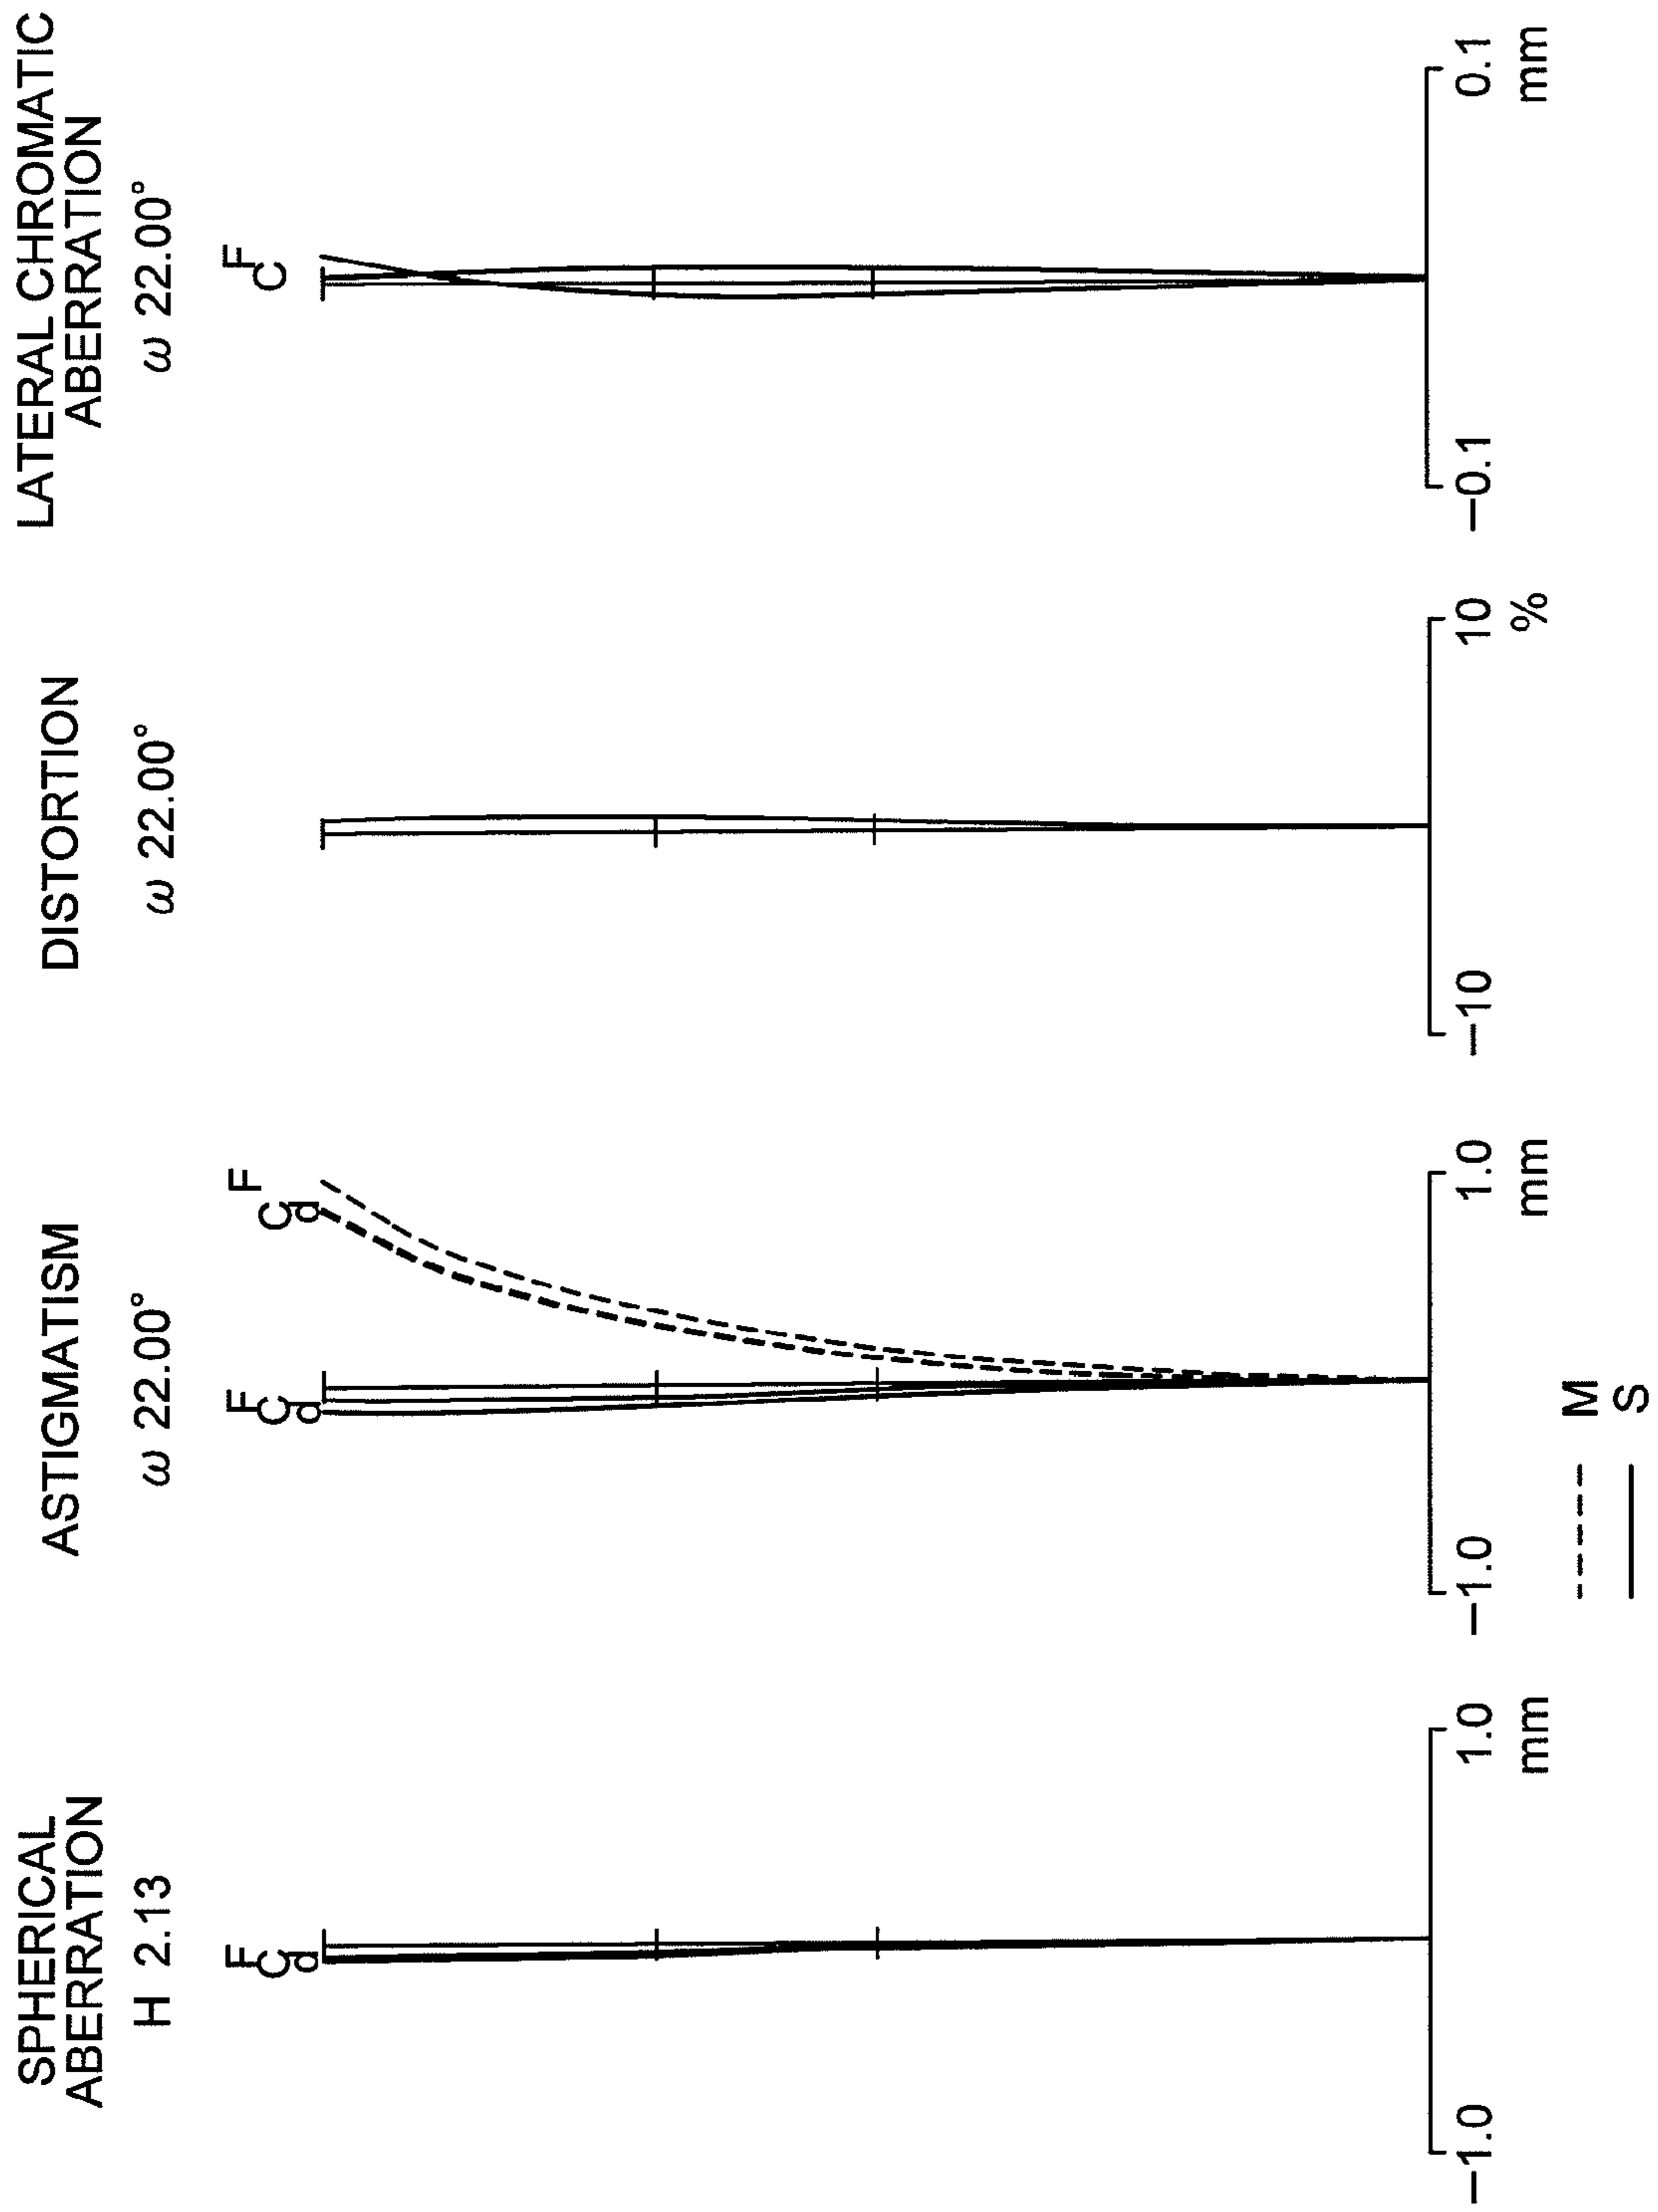 SPHERICAL
ABERRATION
H 2.13
F
C
d
−1.0
1.0
mm
ASTIGMATISM
ω 22.00°
F
C
d
F
C
d
−1.0
1.0
mm
M
S
DISTORTION
ω 22.00°
−10
10
%
LATERAL CHROMATIC
ABERRATION
ω 22.00°
F
C
−0.1
0.1
mm